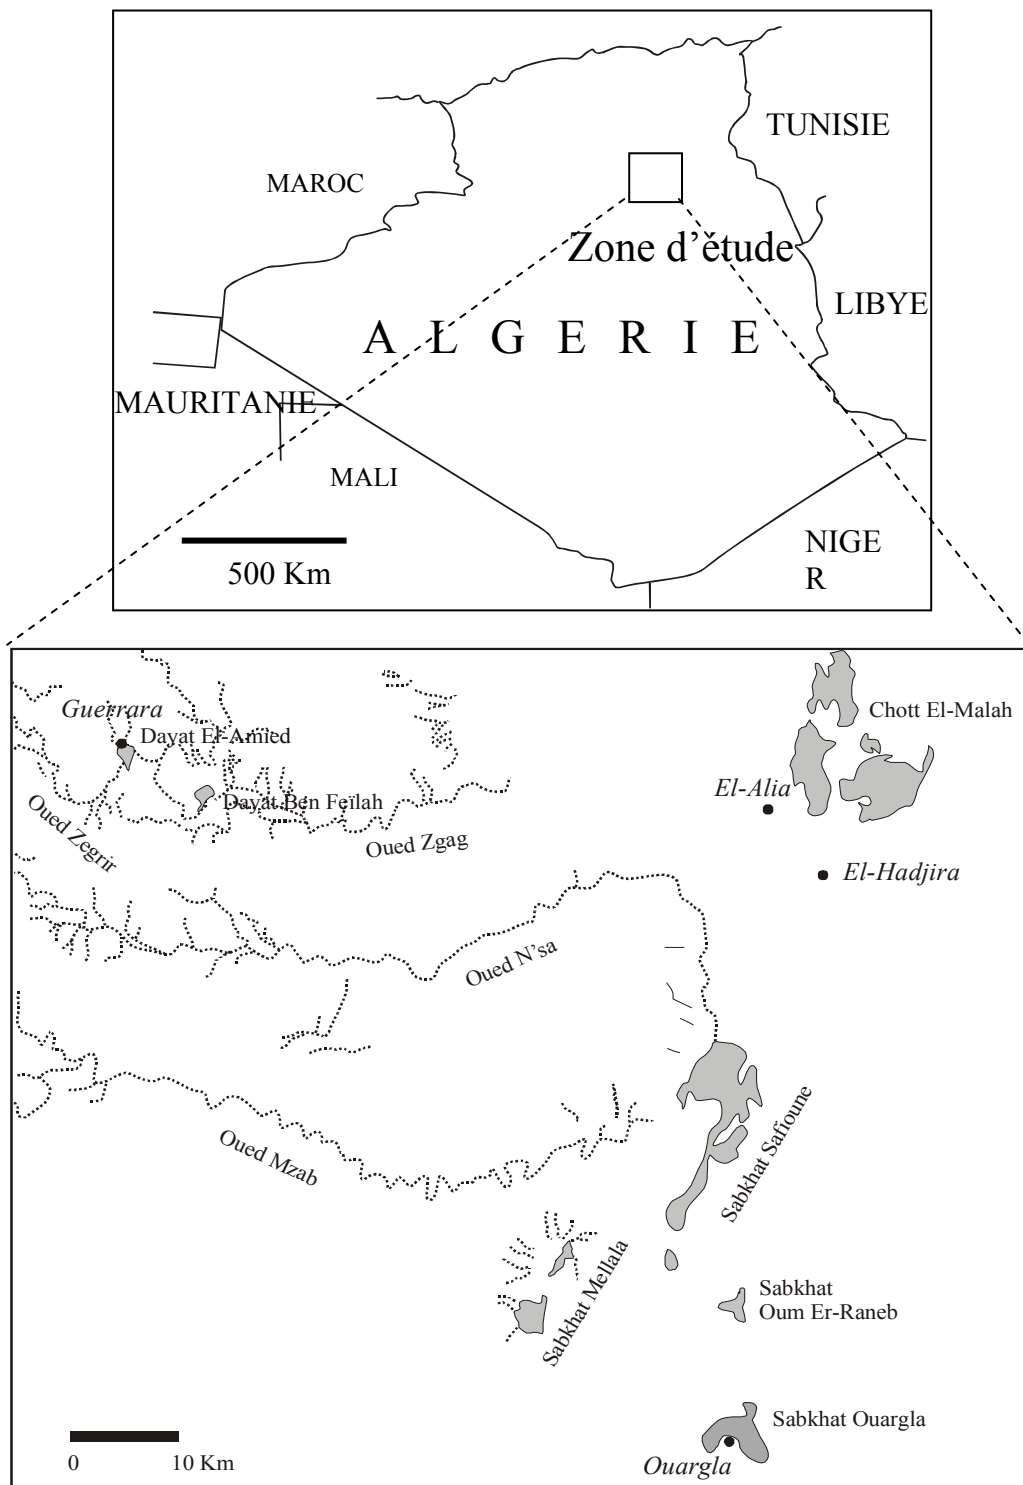 TUNISIE
MAROC
Zone d'étude
LIBYE
A L G E R I E
MAURITANIE
MALI
NIGE
R
500 Km
Guerrara
Dayat El-Amied
Chott El-Malah
El-Alia
Dayat Ben Feïlah
Oued Zegrir
Oued Zgag
El-Hadjira
Oued N'sa
Oued Mzab
Sabkhat Safioune
Sabkhat Mellala
Sabkhat
Oum Er-Raneb
Sabkhat Ouargla
Ouargla
0 10 Km